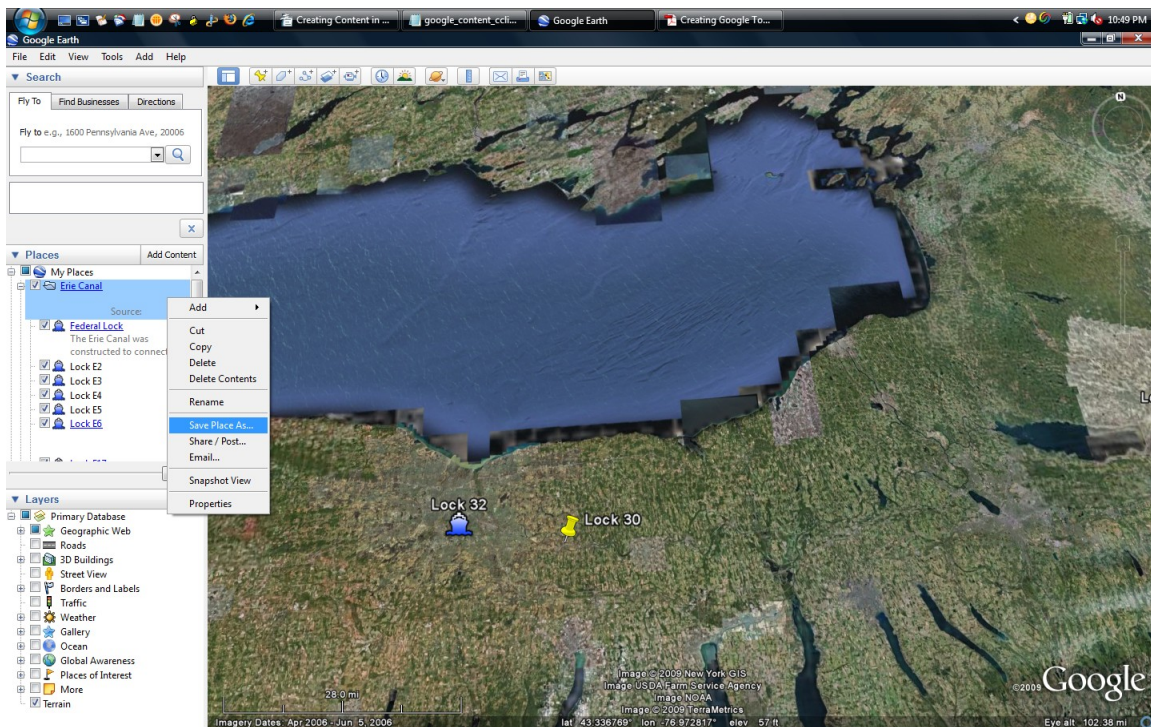 Creating Content in ...
google_content_ccli...
Google Earth
Creating Google To...
10:49 PM
Google Earth
File Edit View Tools Add Help
Search
Fly To Find Businesses Directions
Fly to e.g., 1600 Pennsylvania Ave, 20006
Places Add Content
My Places
Erie Canal
Source:
Federal Lock
The Erie Canal was
constructed to connect
Lock E2
Lock E3
Lock E4
Lock E5
Lock E6
Add
Cut
Copy
Delete
Delete Contents
Rename
Save Place As...
Share / Post...
Email...
Snapshot View
Properties
Layers
Primary Database
Geographic Web
Roads
3D Buildings
Street View
Borders and Labels
Traffic
Weather
Gallery
Ocean
Global Awareness
Places of Interest
More
Terrain
N
Lock 32
Lock 30
28.0 mi
Image © 2009 New York GIS
Image USDA Farm Service Agency
Image NOAA
Image © 2009 TerraMetrics
©2009 Google
Imagery Dates: Apr 2006 - Jun 5, 2006
lat 43.336769° lon -76.972817° elev 57 ft
Eye alt 102.38 mi